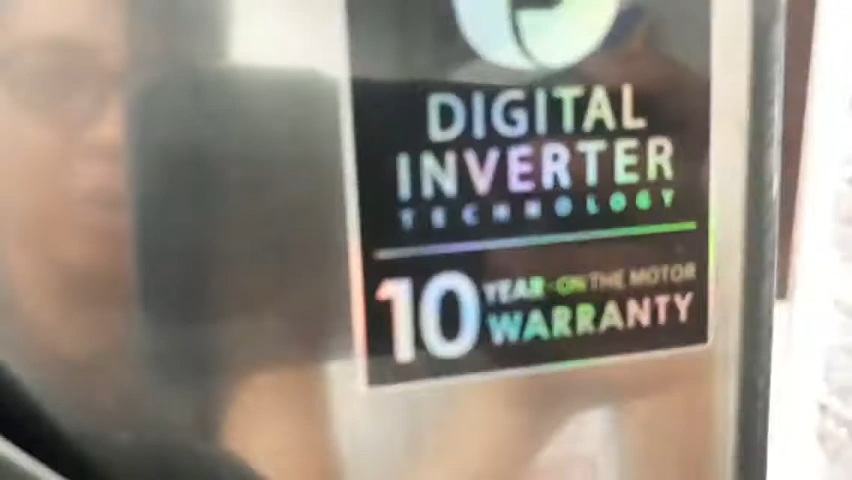 DIGITAL
INVERTER
TECHNOLOGY
10 YEAR-ON THE MOTOR
WARRANTY